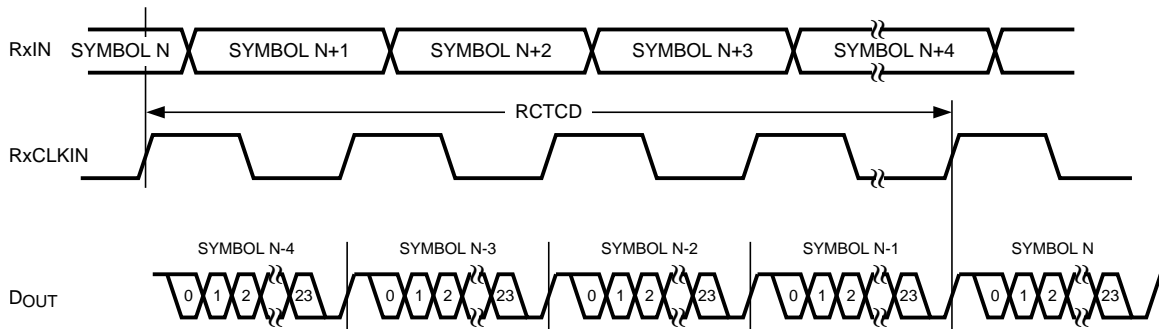 RxIN SYMBOL N SYMBOL N+1 SYMBOL N+2 SYMBOL N+3 SYMBOL N+4
RCTCD
RxCLKIN
SYMBOL N-4 SYMBOL N-3 SYMBOL N-2 SYMBOL N-1 SYMBOL N
DOUT 0 1 2 23 0 1 2 23 0 1 2 23 0 1 2 23 0 1 2 23